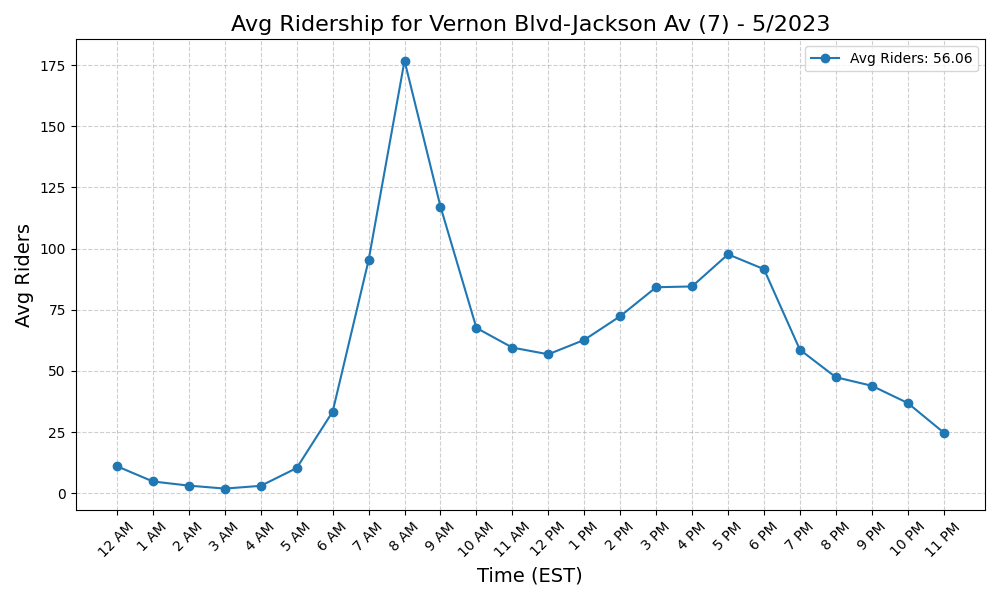 Avg Ridership for Vernon Blvd-Jackson Av (7) - 5/2023
Avg Riders: 56.06
Avg Riders
175
150
125
100
75
50
25
0
12 AM
1 AM
2 AM
3 AM
4 AM
5 AM
6 AM
7 AM
8 AM
9 AM
10 AM
11 AM
12 PM
1 PM
2 PM
3 PM
4 PM
5 PM
6 PM
7 PM
8 PM
9 PM
10 PM
11 PM
Time (EST)